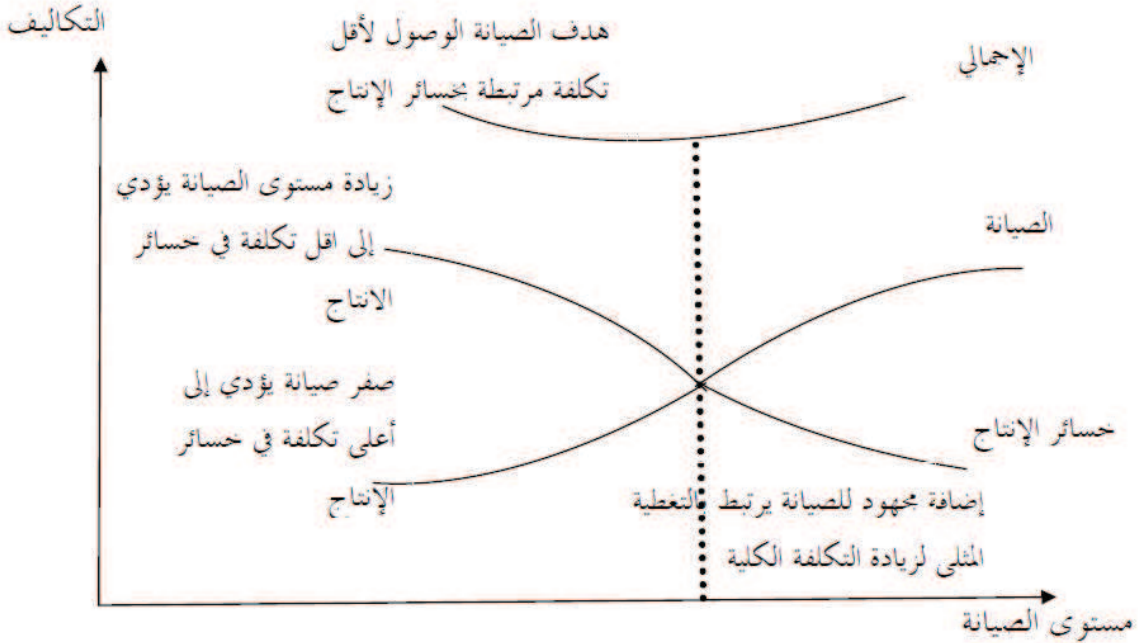 التكاليف
هدف الصيانة الوصول لأقل
تكلفة مرتبطة بخسائر الإنتاج
الإجمالي
زيادة مستوى الصيانة يؤدي
إلى اقل تكلفة في خسائر
الانتاج
الصيانة
صفر صيانة يؤدي إلى
أعلى تكلفة في خسائر
الإنتاج
خسائر الإنتاج
إضافة مجهود للصيانة يرتبط بالتغطية
المثلى لزيادة التكلفة الكلية
مستوى الصيانة